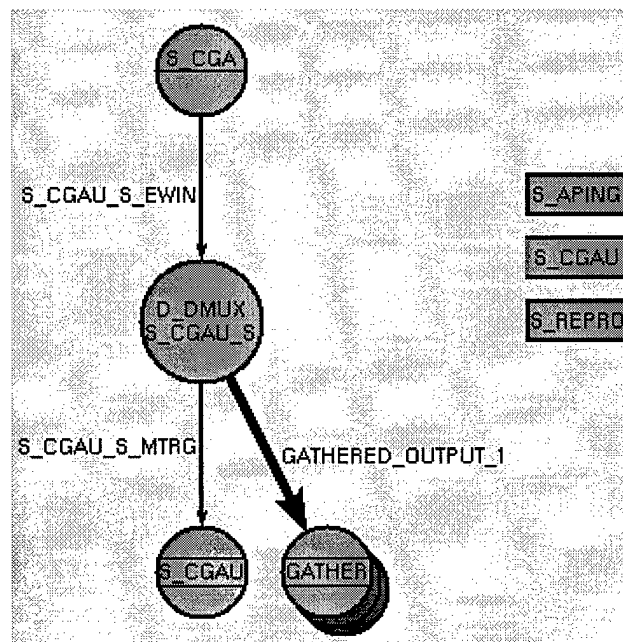 S_CGA
S_CGAU_S_EWIN
S_APING
S_CGAU
D_DMUX
S_CGAU_S
S_REPRO
S_CGAU_S_MTRG
GATHERED_OUTPUT_1
S_CGAU
GATHER